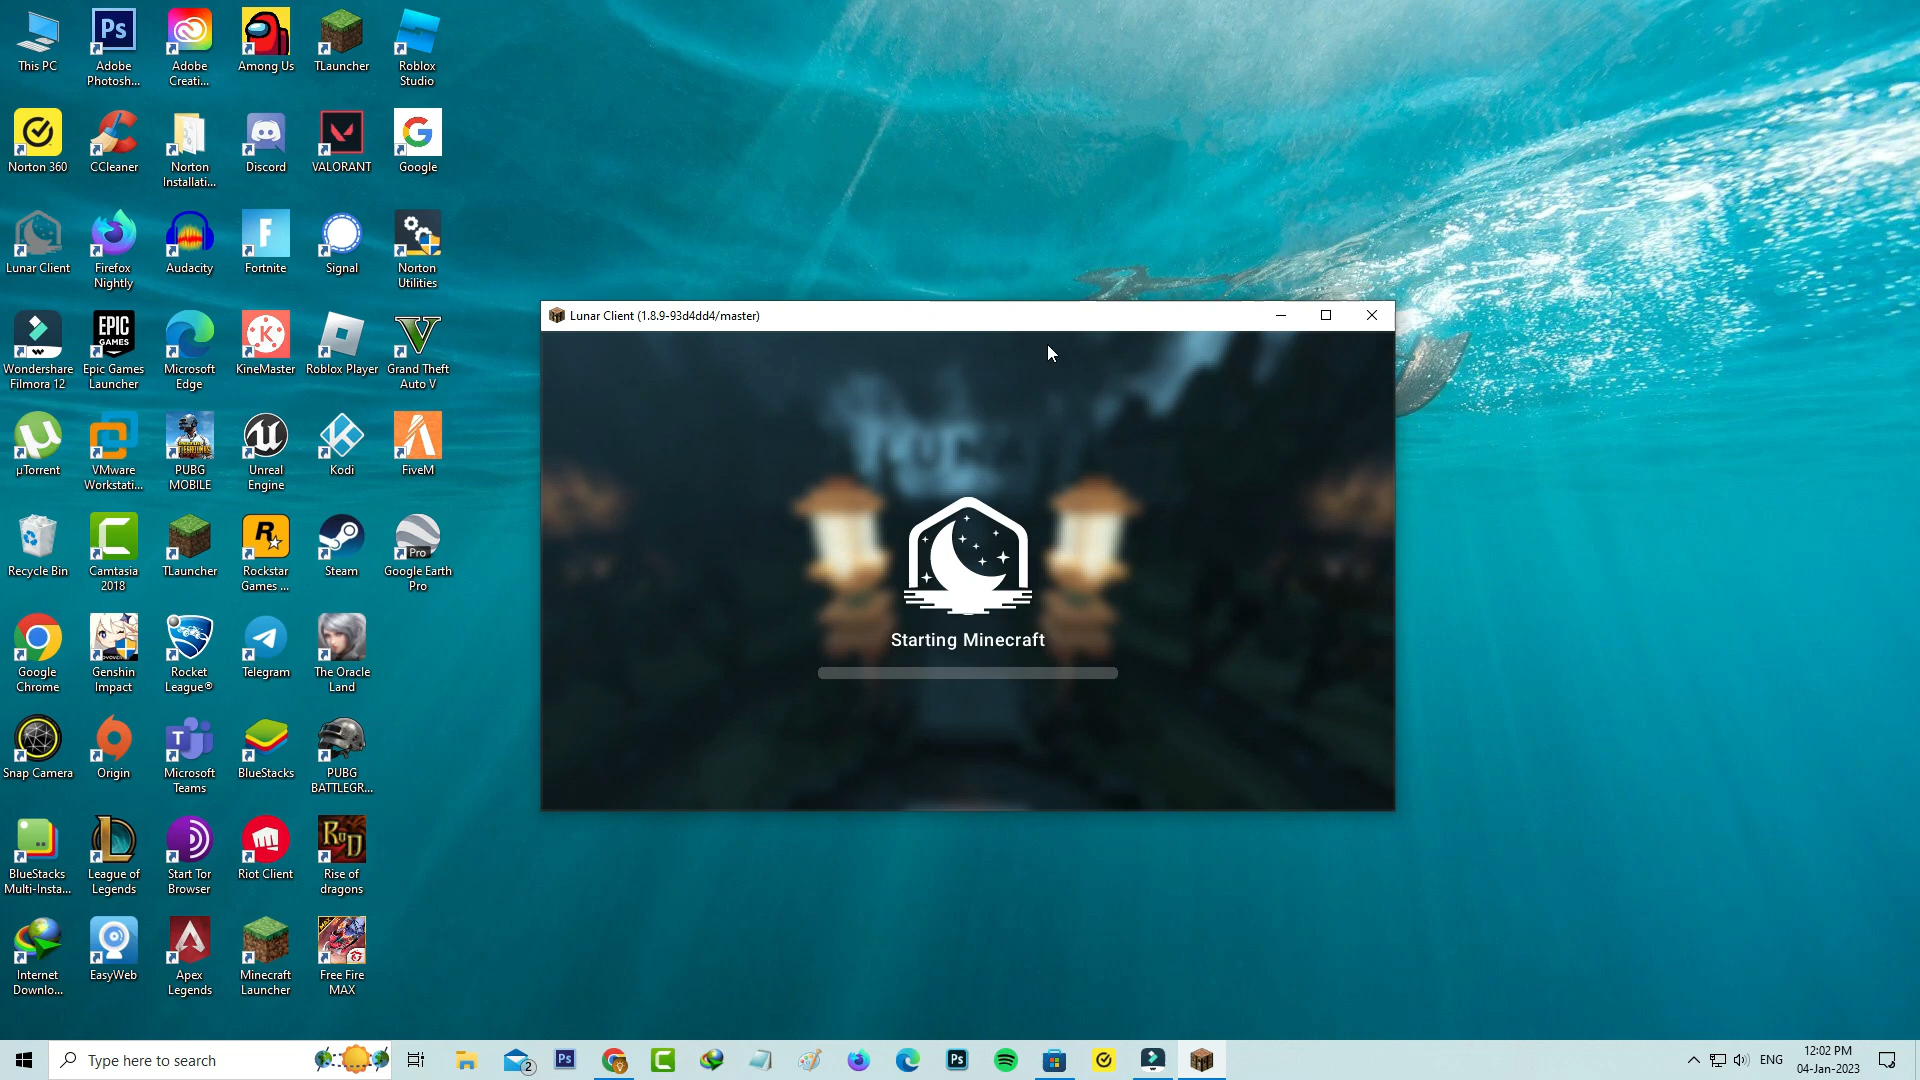 This PC
Adobe
Photosh...
Adobe
Creati...
Among Us
TLauncher
Roblox
Studio
Norton 360
CCleaner
Norton
Installati...
Discord
VALORANT
Google
Lunar Client
Firefox
Nightly
Audacity
Fortnite
Signal
Norton
Utilities
Wondershare
Filmora 12
Epic Games
Launcher
Microsoft
Edge
KineMaster
Roblox Player
Grand Theft
Auto V
µTorrent
VMware
Workstati...
PUBG
MOBILE
Unreal
Engine
Kodi
FiveM
Recycle Bin
Camtasia
2018
TLauncher
Rockstar
Games ...
Steam
Google Earth
Pro
Google
Chrome
Genshin
Impact
Rocket
League®
Telegram
The Oracle
Land
Snap Camera
Origin
Microsoft
Teams
BlueStacks
PUBG
BATTLEGR...
BlueStacks
Multi-Insta...
League of
Legends
Start Tor
Browser
Riot Client
Rise of
dragons
Internet
Downlo...
EasyWeb
Apex
Legends
Minecraft
Launcher
Free Fire
MAX
Lunar Client (1.8.9-93d4dd4/master)
Starting Minecraft
Type here to search
2
ENG
12:02 PM
04-Jan-2023